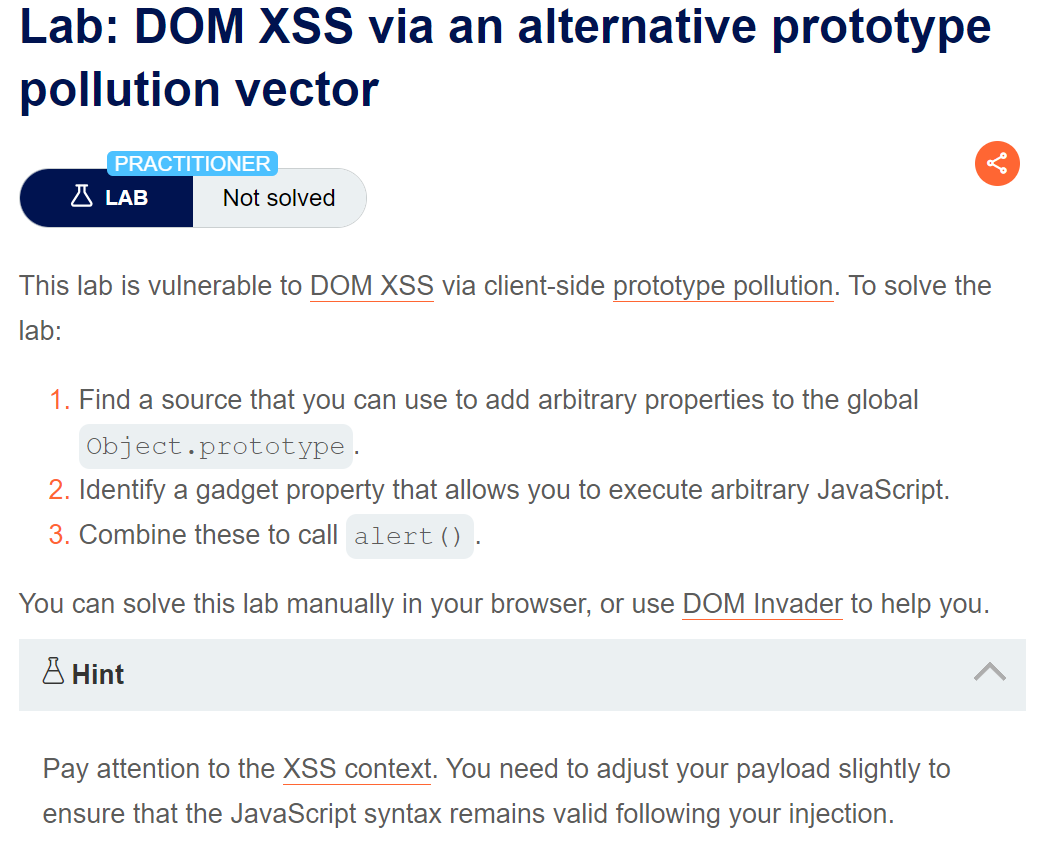 Lab: DOM XSS via an alternative prototype
pollution vector
PRACTITIONER
LAB
Not solved
This lab is vulnerable to DOM XSS via client-side prototype pollution. To solve the
lab:
1. Find a source that you can use to add arbitrary properties to the global
Object.prototype.
2. Identify a gadget property that allows you to execute arbitrary JavaScript.
3. Combine these to call alert().
You can solve this lab manually in your browser, or use DOM Invader to help you.
Hint
Pay attention to the XSS context. You need to adjust your payload slightly to
ensure that the JavaScript syntax remains valid following your injection.